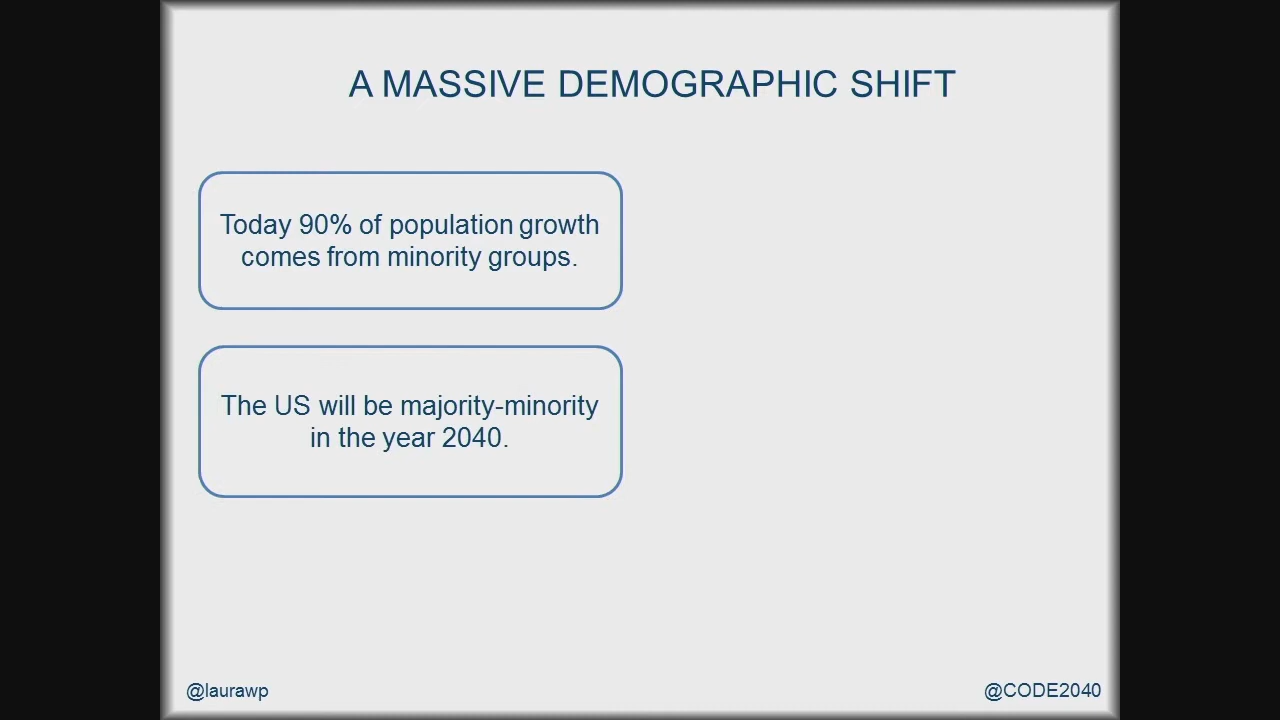 A MASSIVE DEMOGRAPHIC SHIFT
Today 90% of population growth
comes from minority groups.
The US will be majority-minority
in the year 2040.
@laurawp
@CODE2040